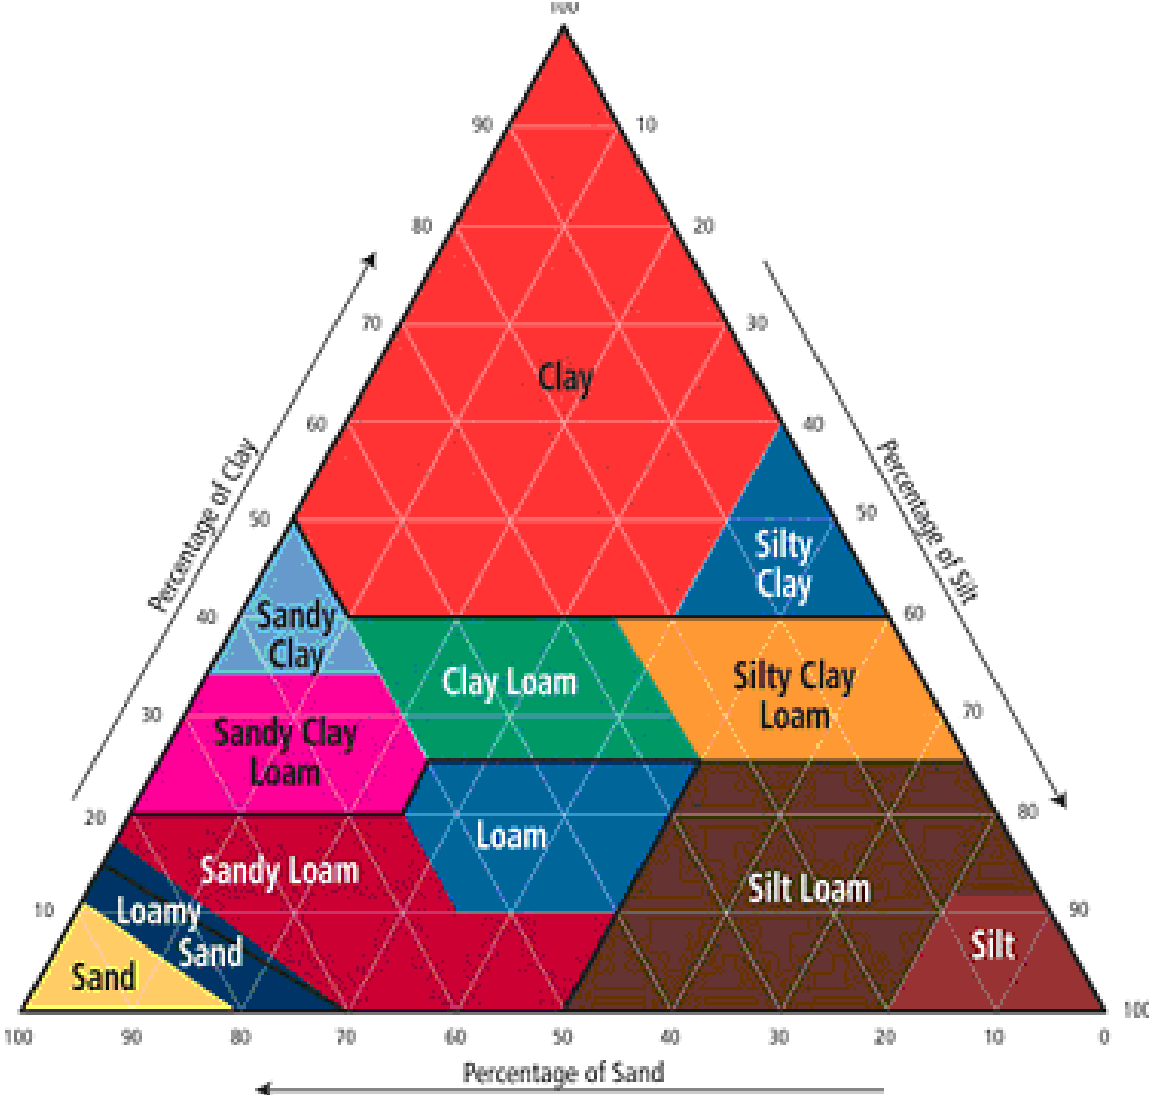 100
90
10
80
20
70
30
Clay
60
40
Percentage of Clay
Percentage of Silt
50
50
Silty
Clay
40
Sandy
Clay
60
Clay Loam
Silty Clay
Loam
30
70
Sandy Clay
Loam
20
80
Loam
Sandy Loam
Silt Loam
10
Loamy
Sand
90
Silt
Sand
100
100 90 80 70 60 50 40 30 20 10 0
Percentage of Sand